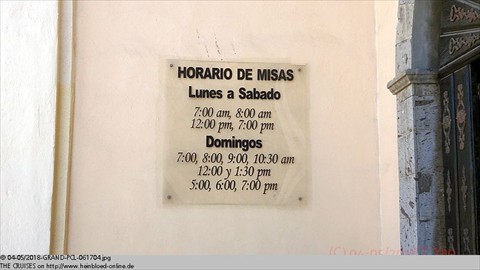 HORARIO DE MISAS
Lunes a Sabado
7:00 am, 8:00 am
12:00 pm, 7:00 pm
Domingos
7:00, 8:00, 9:00, 10:30 am
12:00 y 1:30 pm
5:00, 6:00, 7:00 pm
@ 04-05/2018-GRAND-PCL-061704.jpg
THE CRUISES on http://www.heinbloed-online.de